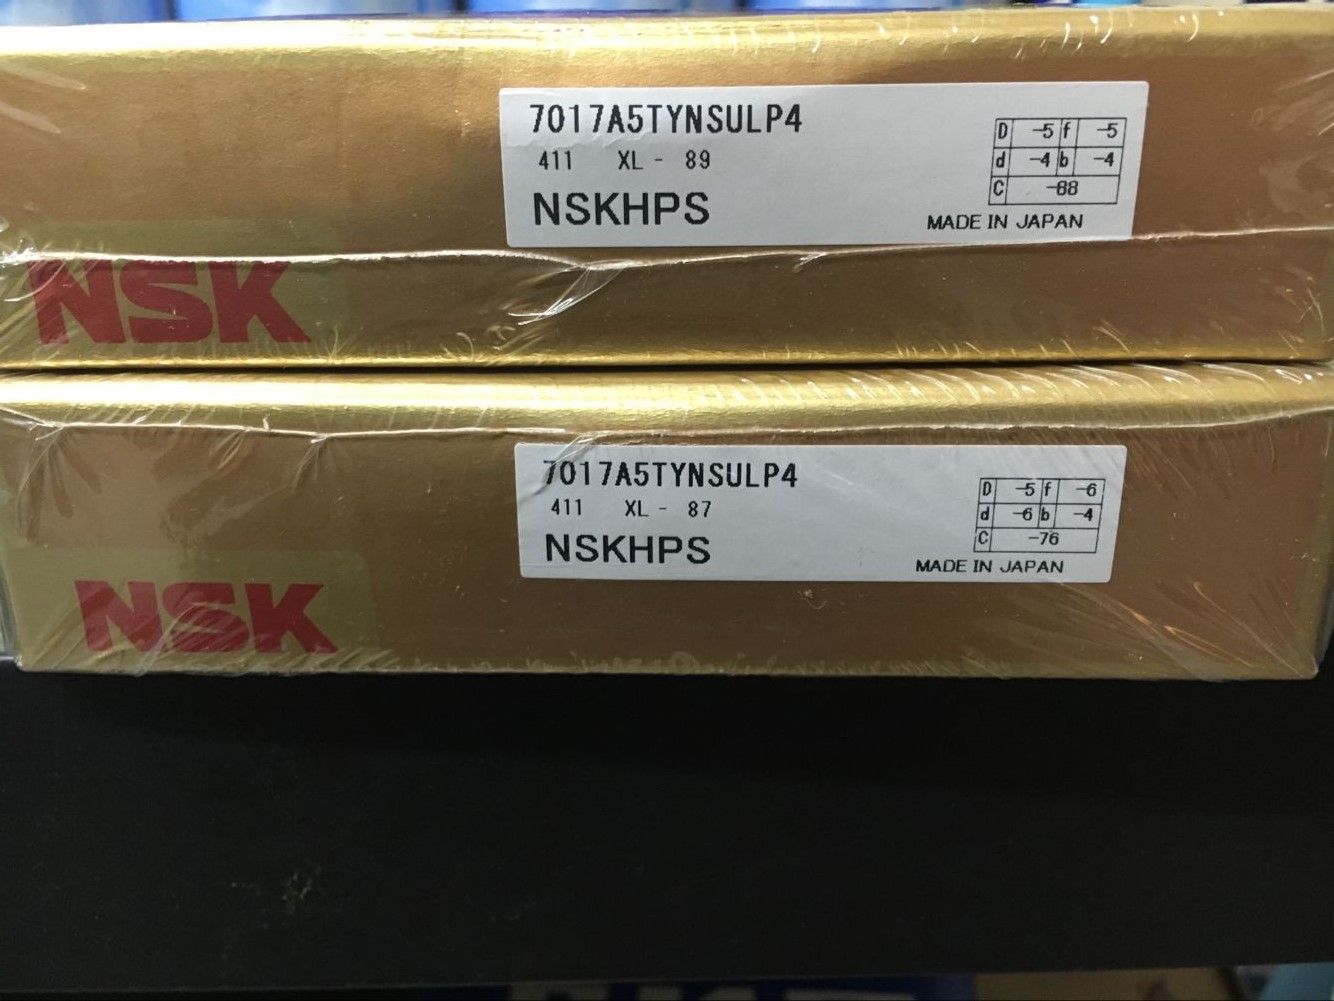 7017A5TYNSULP4
411 XL - 89
NSKHPS
D -5 f -5
d -4 b -4
C -88
MADE IN JAPAN
NSK
7017A5TYNSULP4
411 XL - 87
NSKHPS
D -5 f -6
d -6 b -4
C -76
MADE IN JAPAN
NSK